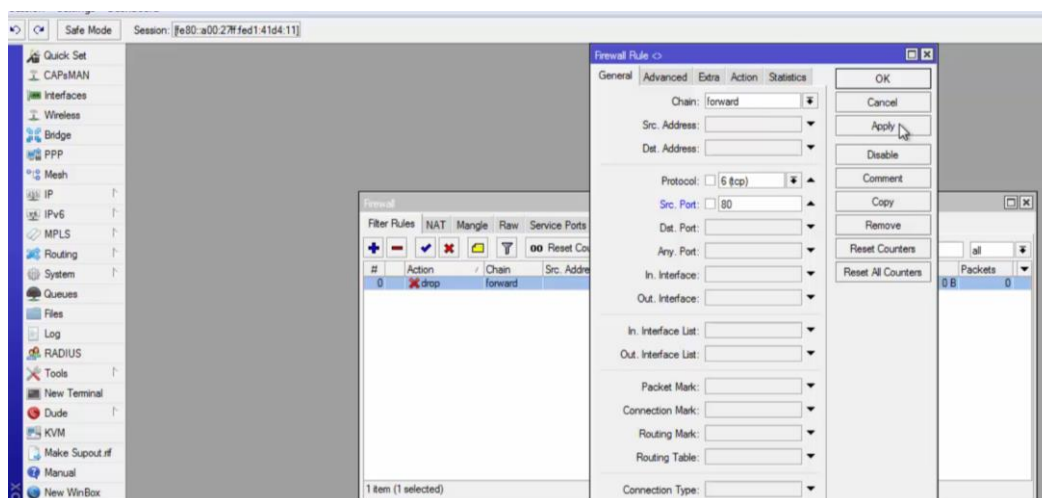 Safe Mode Session: [fe80::a00:27ff:fed1:41d4:11]
Quick Set
CAPsMAN
Interfaces
Wireless
Bridge
PPP
Mesh
IP
IPv6
MPLS
Routing
System
Queues
Files
Log
RADIUS
Tools
New Terminal
Dude
KVM
Make Supout.rif
Manual
New WinBox
Firewall
Filter Rules NAT Mangle Raw Service Ports
00 Reset Cou
all
# Action Chain Src. Addre
Packets
0 drop forward
0 B 0
1 item (1 selected)
Firewall Rule <>
General Advanced Extra Action Statistics
Chain: forward
Src. Address:
Dst. Address:
Protocol: 6 (tcp)
Src. Port: 80
Dst. Port:
Any. Port:
In. Interface:
Out. Interface:
In. Interface List:
Out. Interface List:
Packet Mark:
Connection Mark:
Routing Mark:
Routing Table:
Connection Type:
OK
Cancel
Apply
Disable
Comment
Copy
Remove
Reset Counters
Reset All Counters